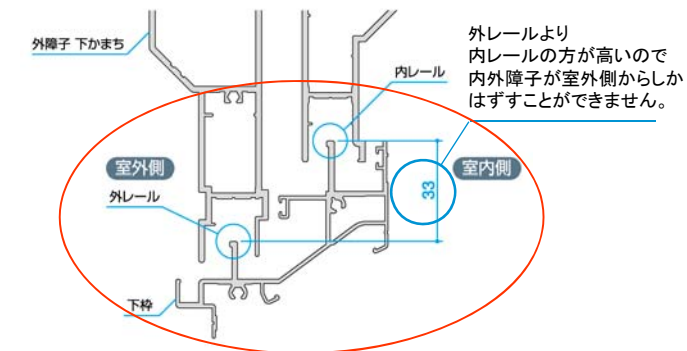 外レールより
内レールの方が高いので
内外障子が室外側からしか
はずすことができません。
外障子 下かまち
内レール
室外側
室内側
外レール
33
下枠